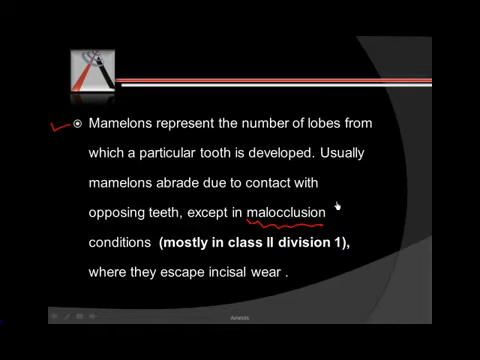 Mamelons represent the number of lobes from
which a particular tooth is developed. Usually
mamelons abrade due to contact with
opposing teeth, except in malocclusion
conditions (mostly in class II division 1),
where they escape incisal wear .